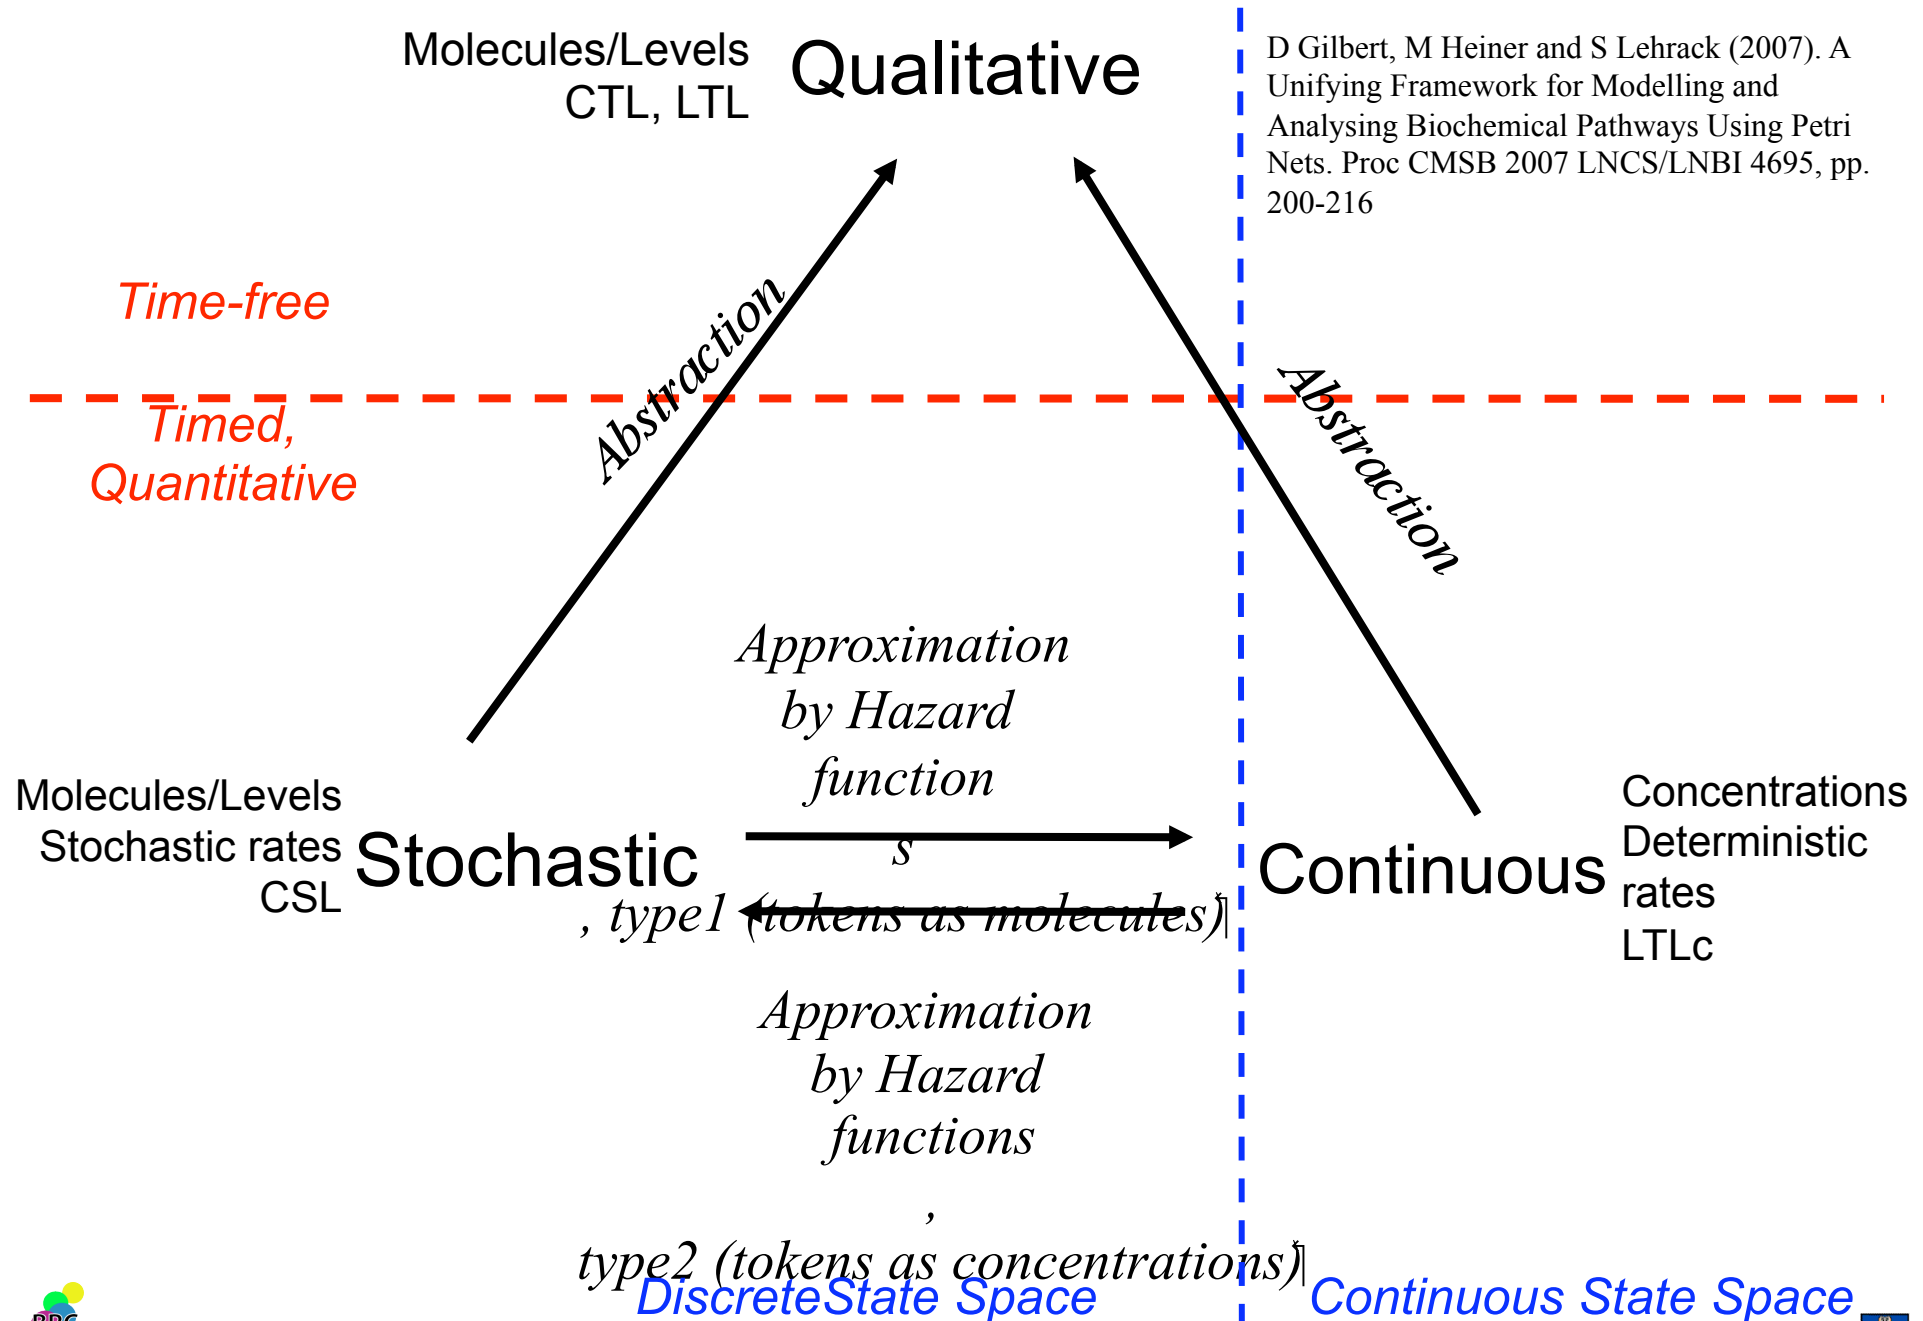 Molecules/Levels
CTL, LTL
Qualitative
D Gilbert, M Heiner and S Lehrack (2007). A
Unifying Framework for Modelling and
Analysing Biochemical Pathways Using Petri
Nets. Proc CMSB 2007 LNCS/LNBI 4695, pp.
200-216
Time-free
Timed,
Quantitative
Abstraction
Abstraction
Approximation
by Hazard
function
s
, type1 (tokens as molecules)
Molecules/Levels
Stochastic rates
CSL
Stochastic
Continuous
Concentrations
Deterministic
rates
LTLc
Approximation
by Hazard
functions
,
type2 (tokens as concentrations)
DiscreteState Space
Continuous State Space